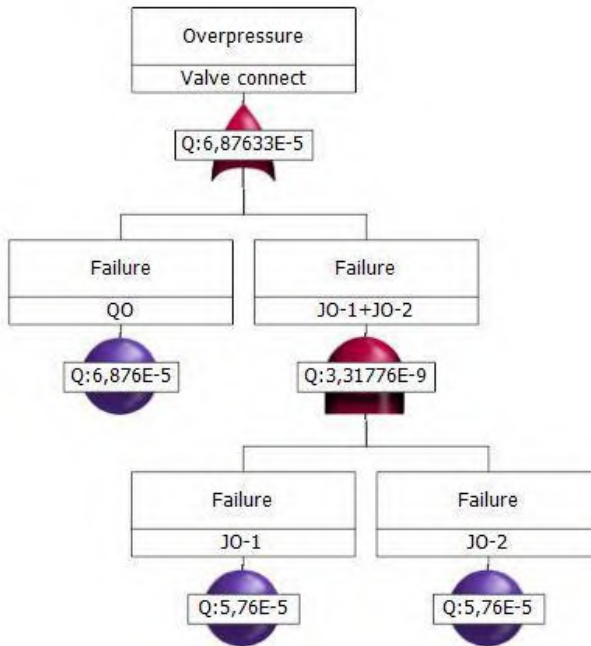 Overpressure
Valve connect
Q:6,87633E-5
Failure
QO
Q:6,876E-5
Failure
JO-1+JO-2
Q:3,31776E-9
Failure
JO-1
Q:5,76E-5
Failure
JO-2
Q:5,76E-5